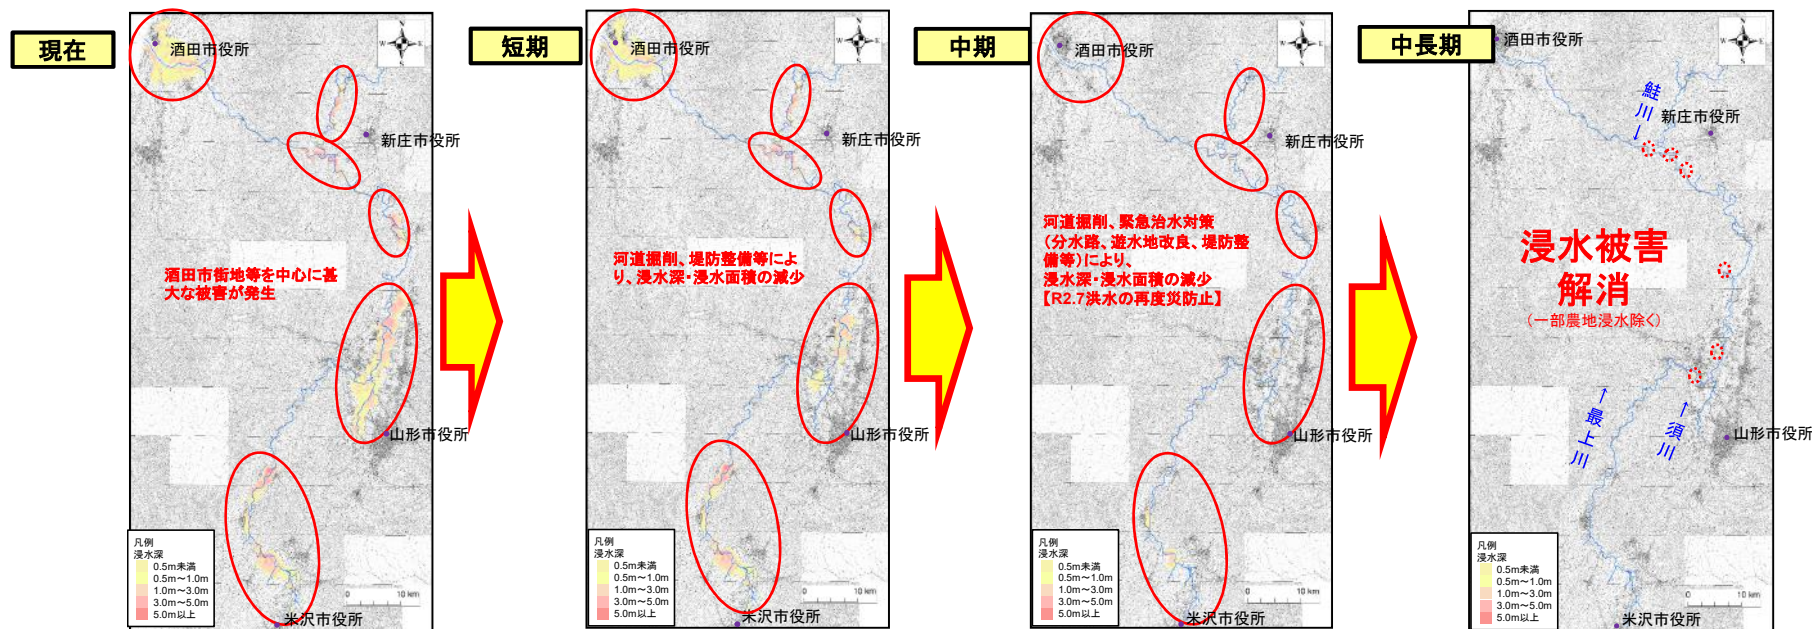 現在
酒田市役所
N
W
E
S
新庄市役所
酒田市街地等を中心に甚
大な被害が発生
山形市役所
凡例
浸水深
0.5m未満
0.5m～1.0m
1.0m～3.0m
3.0m～5.0m
5.0m以上
0
10 km
米沢市役所
短期
酒田市役所
N
W
E
S
新庄市役所
河道掘削、堤防整備等によ
り、浸水深・浸水面積の減少
山形市役所
凡例
浸水深
0.5m未満
0.5m～1.0m
1.0m～3.0m
3.0m～5.0m
5.0m以上
0
10 km
米沢市役所
中期
酒田市役所
N
W
E
S
新庄市役所
河道掘削、緊急治水対策
（分水路、遊水地改良、堤防整
備等）により、
浸水深・浸水面積の減少
【R2.7洪水の再度災防止】
山形市役所
凡例
浸水深
0.5m未満
0.5m～1.0m
1.0m～3.0m
3.0m～5.0m
5.0m以上
0
10 km
米沢市役所
中長期
酒田市役所
N
W
E
S
鮭川→
新庄市役所
浸水被害
解消
（一部農地浸水除く）
→最上川
→須川
山形市役所
凡例
浸水深
0.5m未満
0.5m～1.0m
1.0m～3.0m
3.0m～5.0m
5.0m以上
0
10 km
米沢市役所